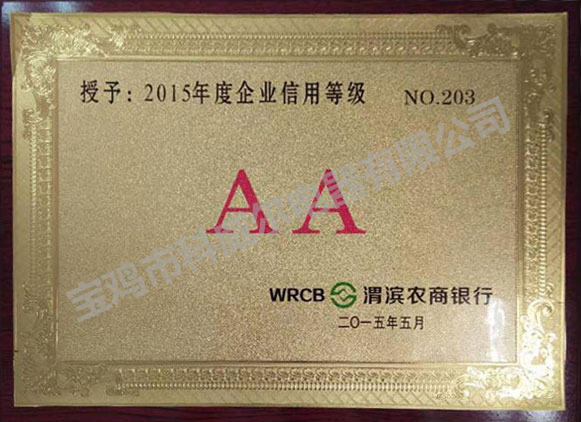 授予：2015年度企业信用等级 NO.203
AA
WRCB 渭滨农商银行
二〇一五年五月
宝鸡市科 有限公司